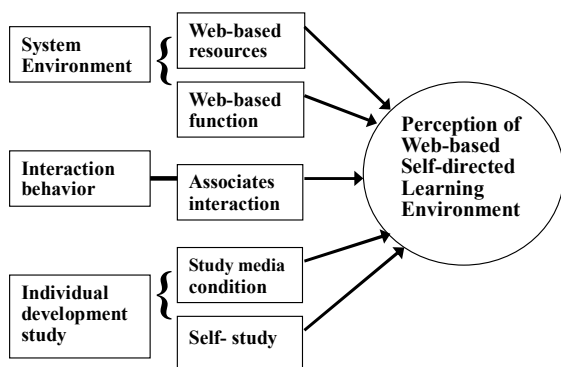 System
Environment
Web-based
resources
Web-based
function
Interaction
behavior
Associates
interaction
Individual
development
study
Study media
condition
Self- study
Perception of
Web-based
Self-directed
Learning
Environment